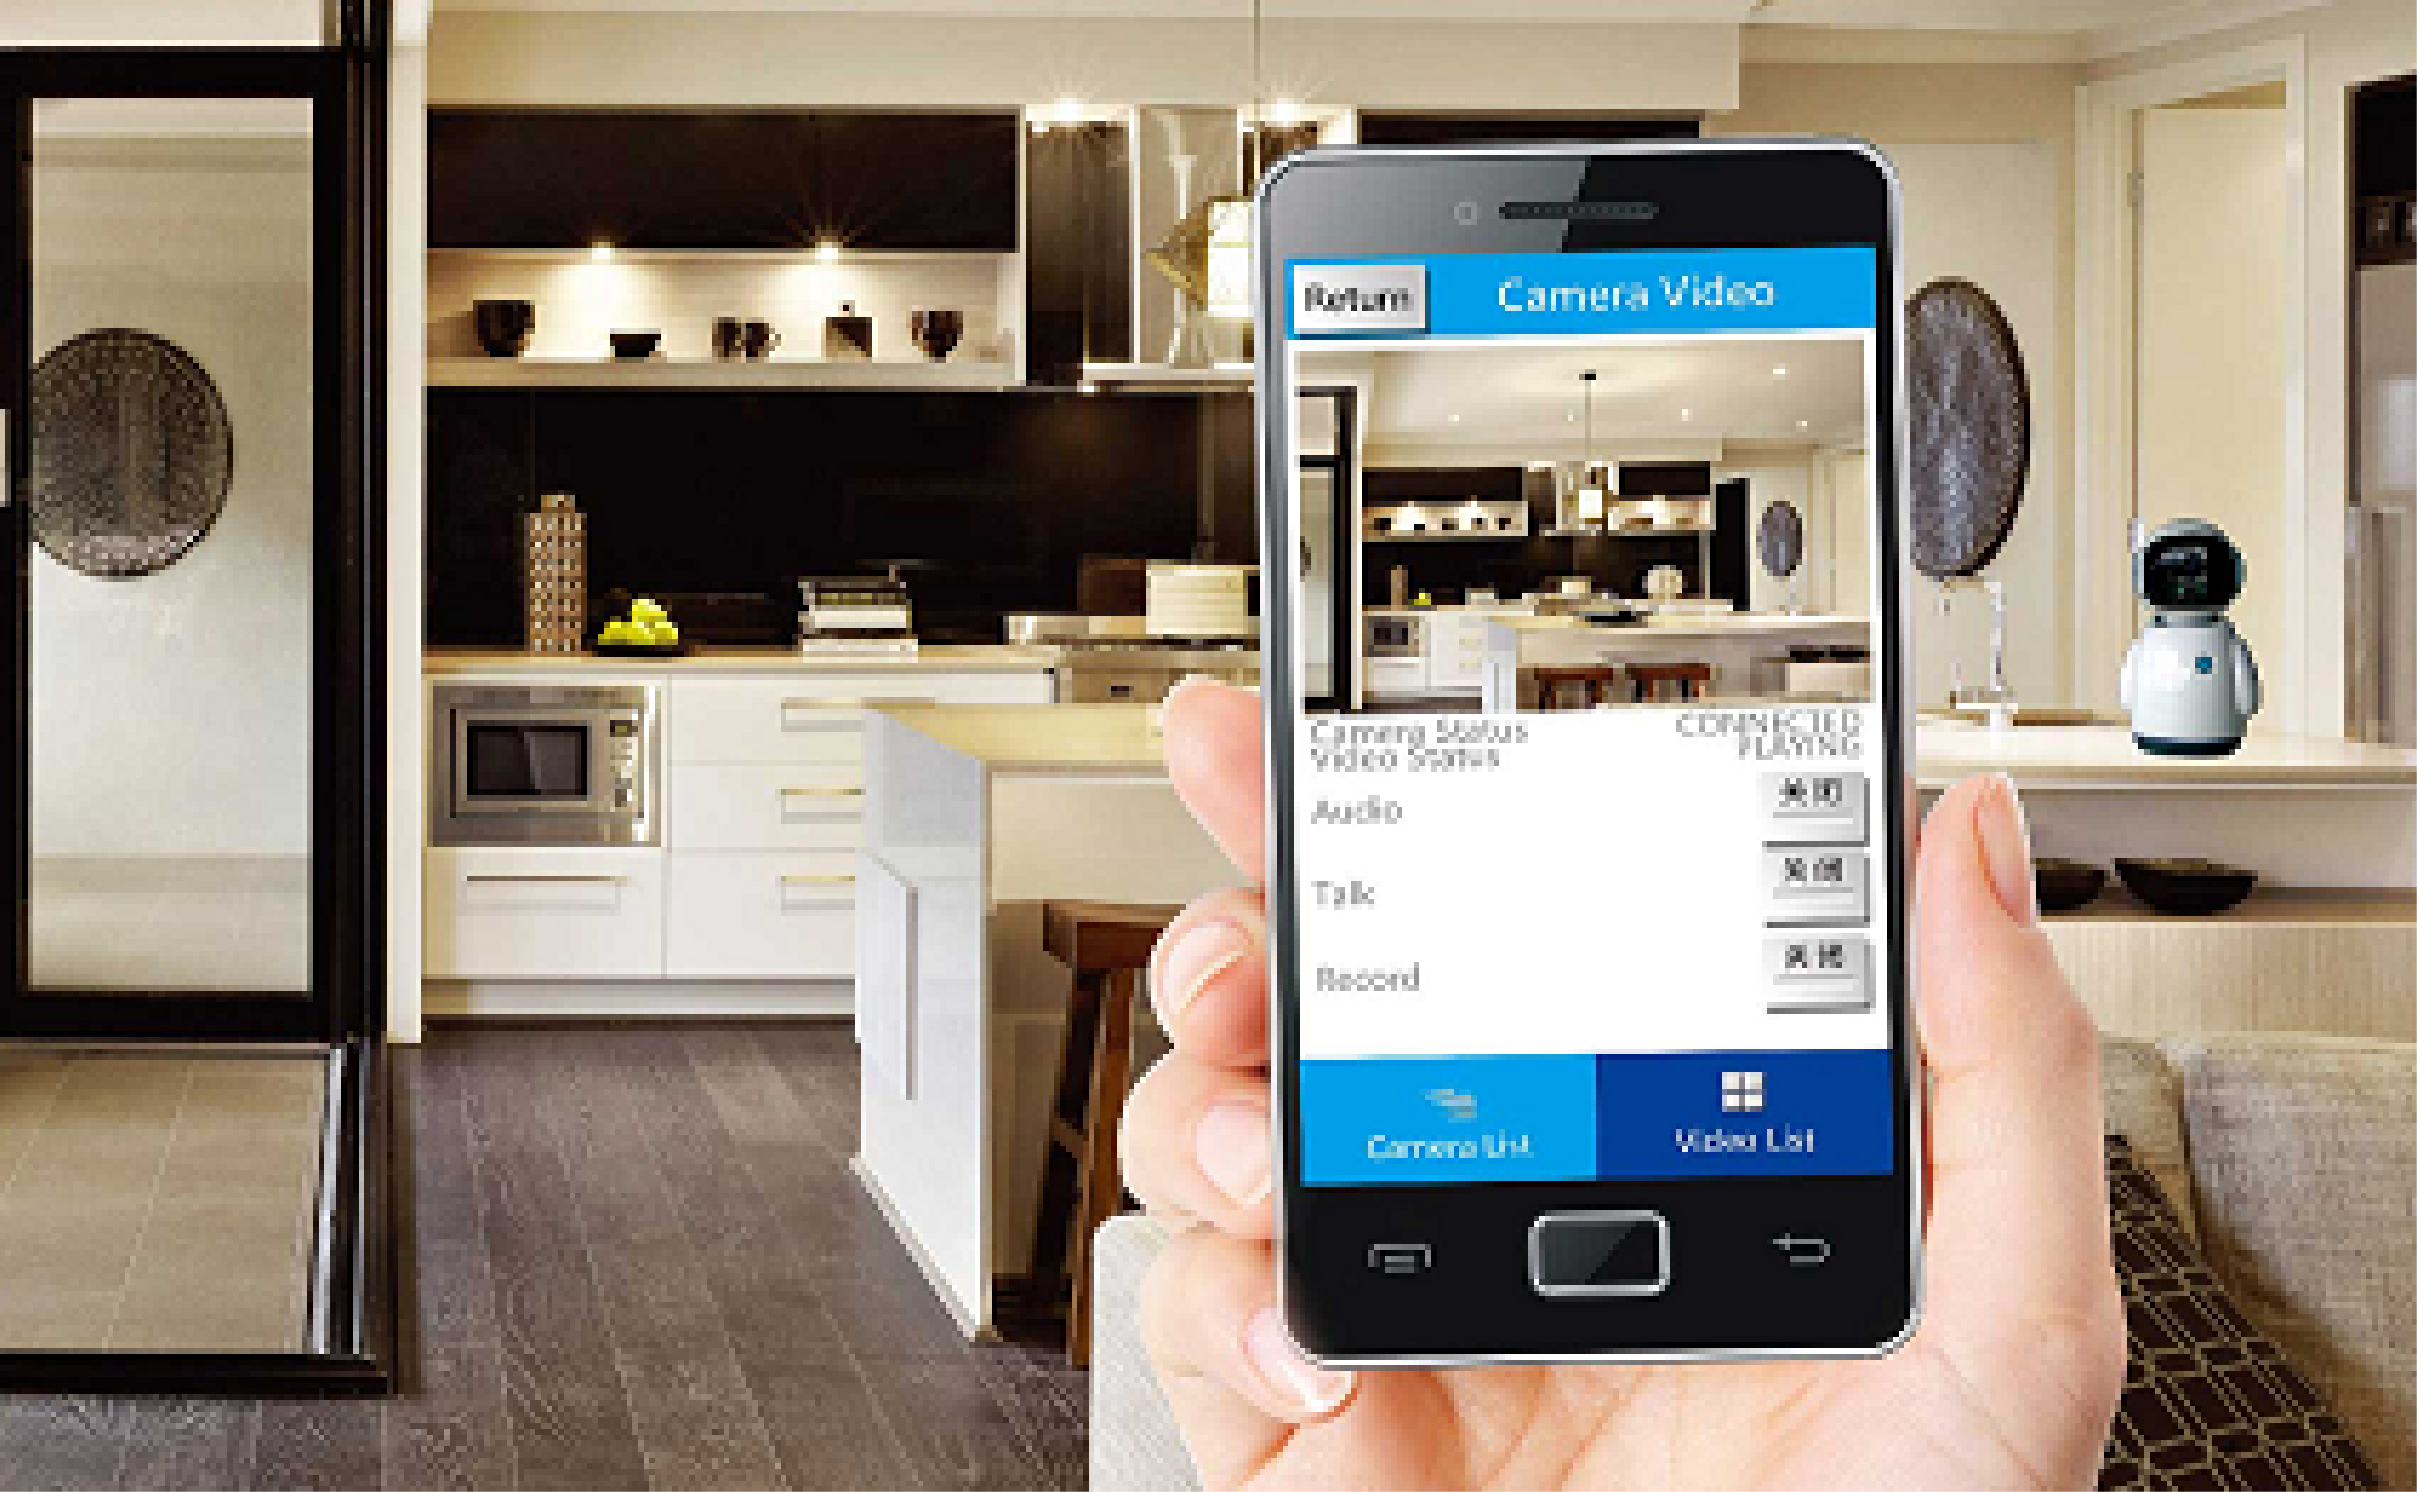 Return
Camera Video
Camera Status CONNECTED
Video Status PLAYING
Audio 关闭
Talk 关闭
Record 关闭
Camera List
Video List